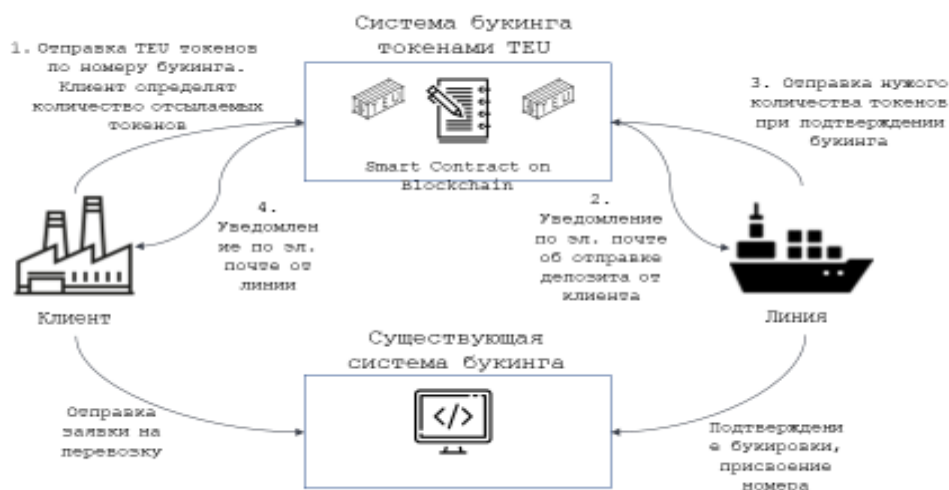 Система букинга
токенами TEU
1. Отправка TEU токенов
по номеру букинга.
Клиент определят
количество отсылаемых
токенов
3. Отправка нужого
количества токенов
при подтверждении
букинга
TEU
TEU
Smart Contract on
Blockchain
4.
Уведомлен
ие по эл.
почте от
линии
2.
Уведомление
по эл. почте
об отправке
депозита от
клиента
Клиент
Линия
Существующая
система букинга
</>
Отправка
заявки на
перевозку
Подтверждени
е букировки,
присвоение
номера